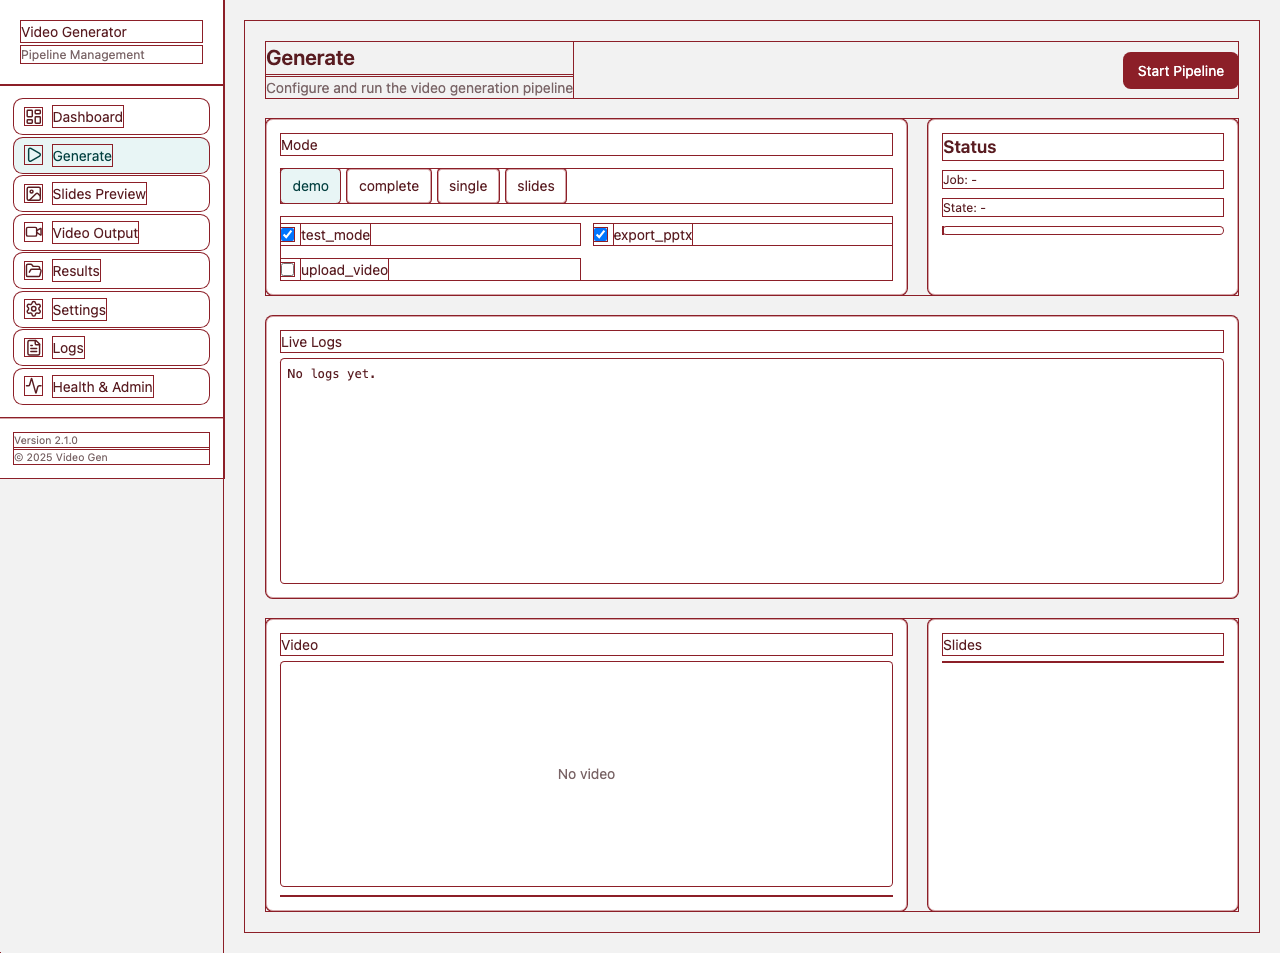 Video Generator
Pipeline Management
Dashboard
Generate
Slides Preview
Video Output
Results
Settings
Logs
Health & Admin
Version 2.1.0
© 2025 Video Gen
Generate
Configure and run the video generation pipeline
Start Pipeline
Mode
demo
complete
single
slides
test_mode
export_pptx
upload_video
Status
Job: -
State: -
Live Logs
No logs yet.
Video
No video
Slides